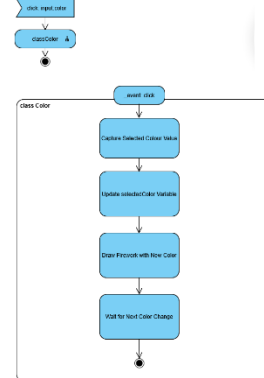 click input.color
classColor
event click
class Color
Capture Selected Colour Value
Update selectedColor Variable
Draw Firework with New Color
Wait for Next Color Change